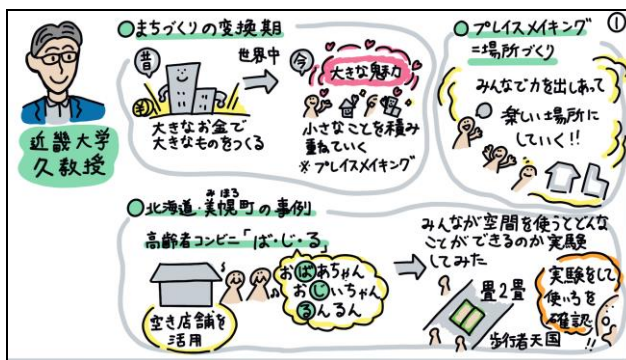 近畿大学
久教授
まちづくりの変換期
昔
世界中
今
大きな魅力
大きなお金で
大きなものをつくる
小さなことを積み
重ねていく
※プレイスメイキング
①
プレイスメイキング
=場所づくり
みんなで力を出しあって
楽しい場所に
していく!!
みほろ
北海道・美幌町の事例
高齢者コンビニ「ば・じ・る」
空き店舗を
活用
おばあちゃん
おじいちゃん
るんるん
みんなが空間を使うとどんな
ことができるのか実験
してみた
畳2畳
歩行者天国
実験をして
使いみちを
確認!!